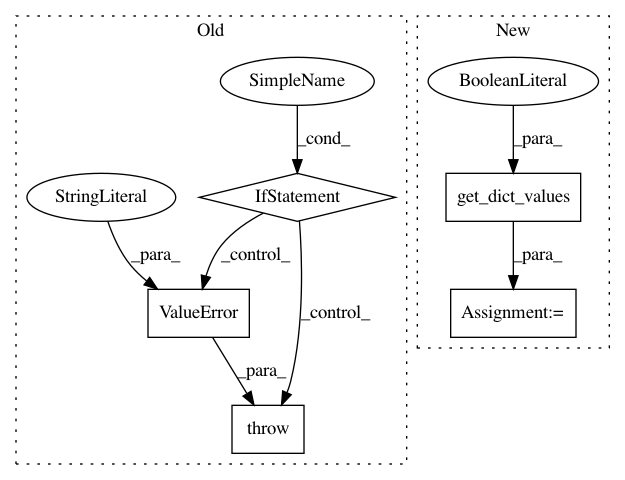 Old
New
SimpleName
BooleanLiteral
_cond_
_para_
StringLiteral
IfStatement
get_dict_values
_para_
_control_
_para_
_control_
ValueError
Assignment:=
_para_
throw